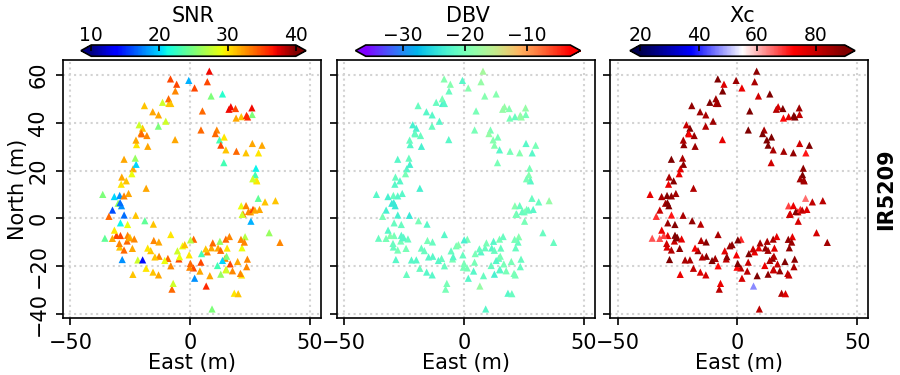 SNR DBV Xc
10 20 30 40 −30 −20 −10 20 40 60 80
North (m)
60
40
20
0
−20
−40
−50 0 50 −50 0 50 −50 0 50
East (m) East (m) East (m)
IR5209